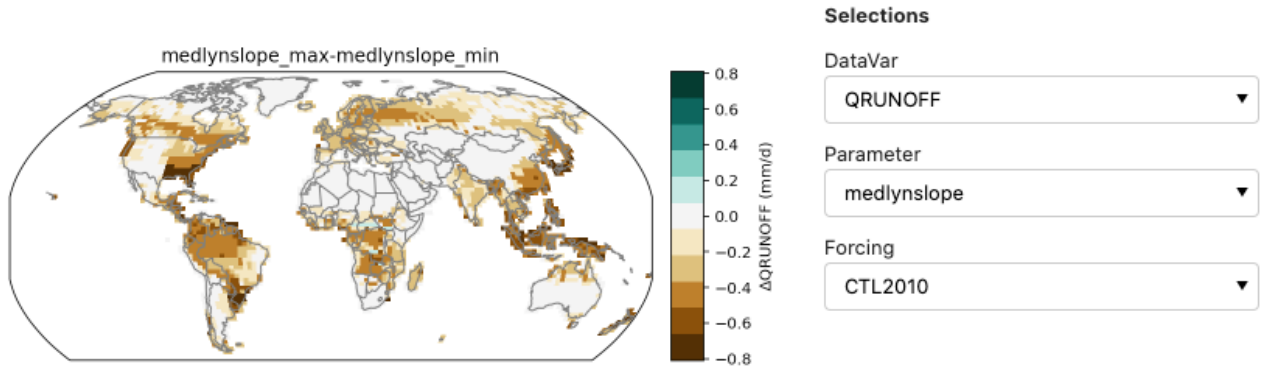 medlynslope_max-medlynslope_min
0.8
0.6
0.4
0.2
0.0
−0.2
−0.4
−0.6
−0.8
ΔQRUNOFF (mm/d)
Selections
DataVar
QRUNOFF
Parameter
medlynslope
Forcing
CTL2010